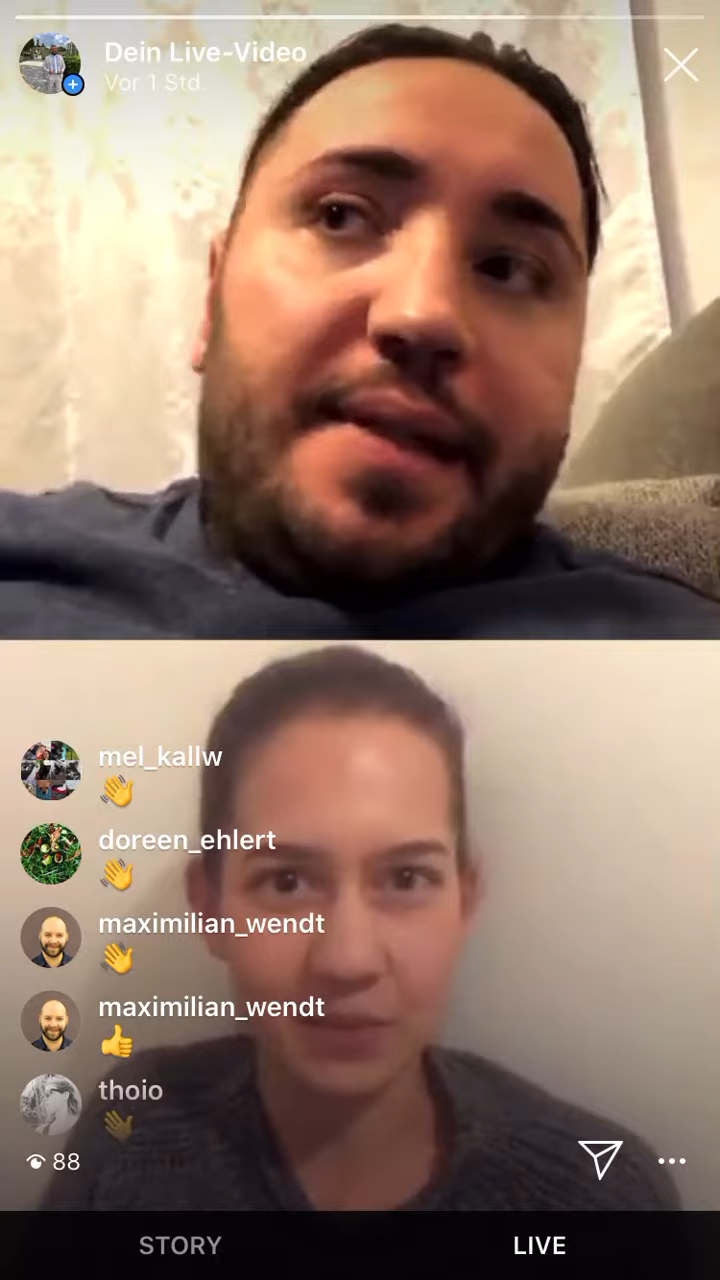 Dein Live-Video
Vor 1 Std.
mel_kallw
👋
doreen_ehlert
👋
maximilian_wendt
👋
maximilian_wendt
👍
thoio
👋
88
STORY
LIVE